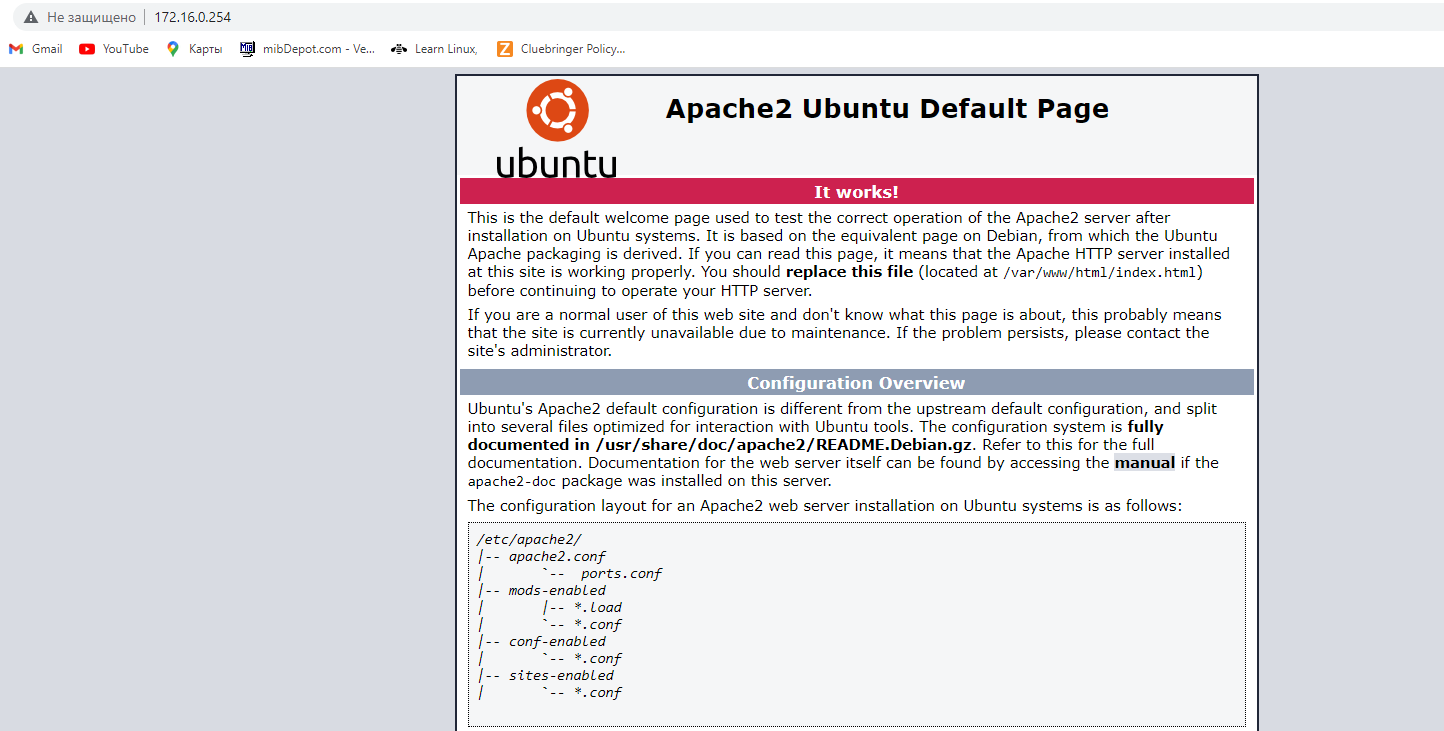 Не защищено 172.16.0.254
Gmail YouTube Карты mibDepot.com - Ve... Learn Linux, Cluebringer Policy...
ubuntu
Apache2 Ubuntu Default Page
It works!
This is the default welcome page used to test the correct operation of the Apache2 server after
installation on Ubuntu systems. It is based on the equivalent page on Debian, from which the Ubuntu
Apache packaging is derived. If you can read this page, it means that the Apache HTTP server installed
at this site is working properly. You should replace this file (located at /var/www/html/index.html)
before continuing to operate your HTTP server.
If you are a normal user of this web site and don't know what this page is about, this probably means
that the site is currently unavailable due to maintenance. If the problem persists, please contact the
site's administrator.
Configuration Overview
Ubuntu's Apache2 default configuration is different from the upstream default configuration, and split
into several files optimized for interaction with Ubuntu tools. The configuration system is fully
documented in /usr/share/doc/apache2/README.Debian.gz. Refer to this for the full
documentation. Documentation for the web server itself can be found by accessing the manual if the
apache2-doc package was installed on this server.
The configuration layout for an Apache2 web server installation on Ubuntu systems is as follows:
/etc/apache2/
|-- apache2.conf
|       `--  ports.conf
|-- mods-enabled
|       |-- *.load
|       `-- *.conf
|-- conf-enabled
|       `-- *.conf
|-- sites-enabled
|       `-- *.conf